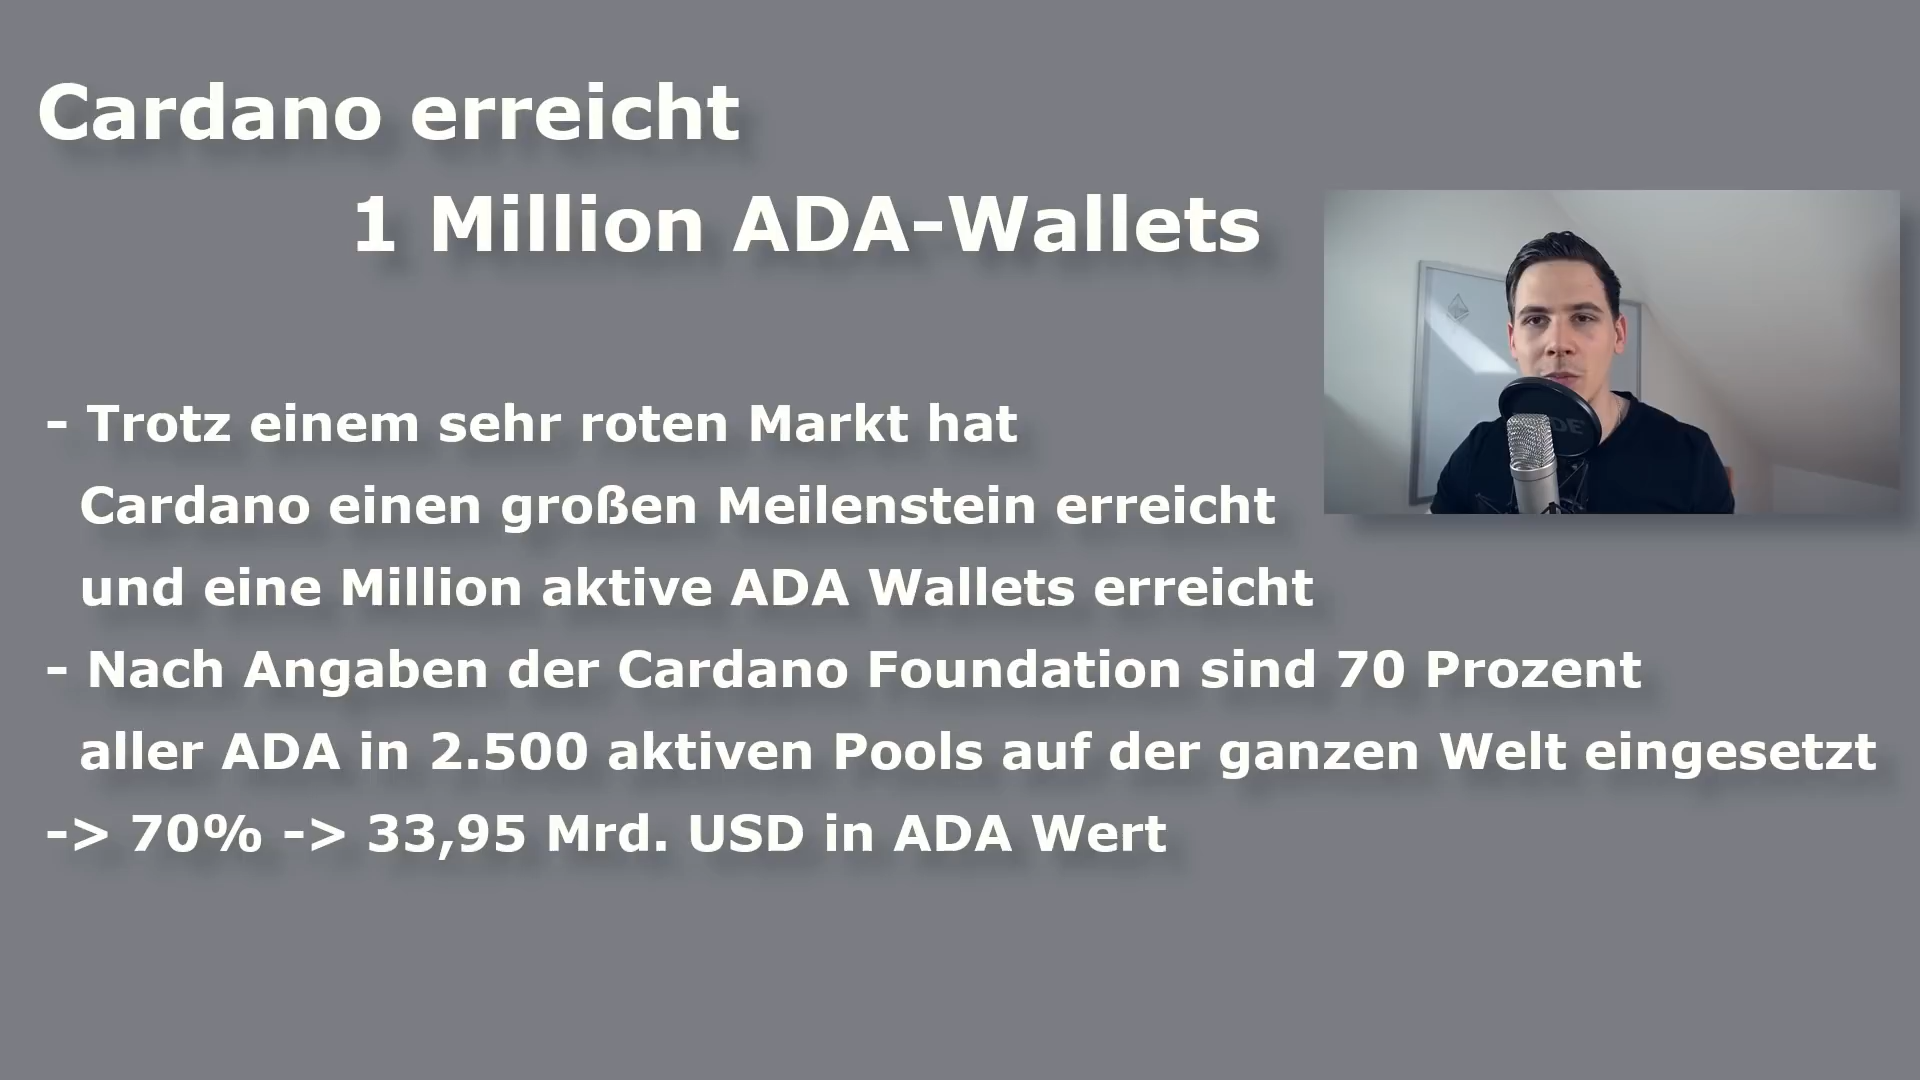 Cardano erreicht
1 Million ADA-Wallets
- Trotz einem sehr roten Markt hat
Cardano einen großen Meilenstein erreicht
und eine Million aktive ADA Wallets erreicht
- Nach Angaben der Cardano Foundation sind 70 Prozent
aller ADA in 2.500 aktiven Pools auf der ganzen Welt eingesetzt
-> 70% -> 33,95 Mrd. USD in ADA Wert